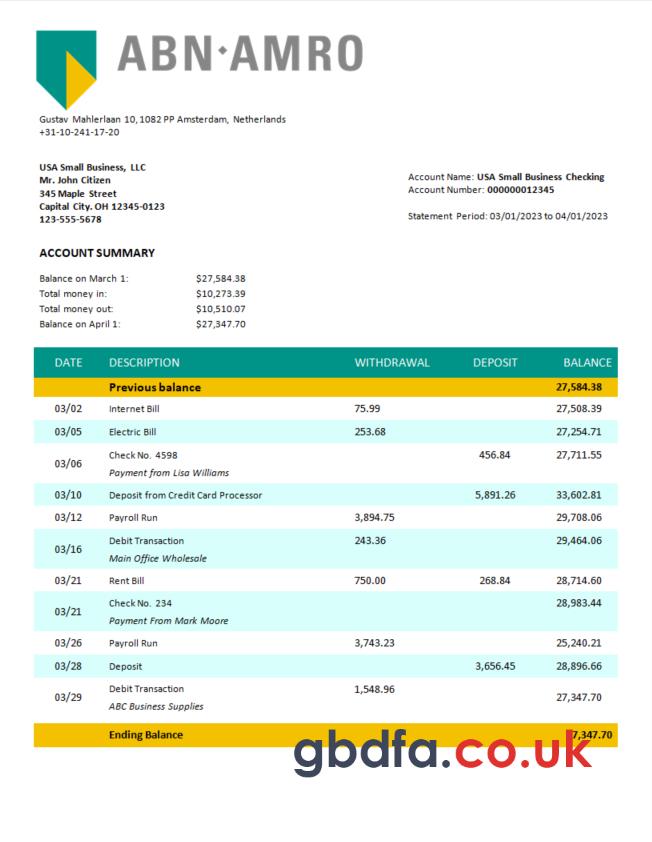 ABN·AMRO
Gustav Mahlerlaan 10, 1082 PP Amsterdam, Netherlands
+31-10-241-17-20
USA Small Business, LLC
Mr. John Citizen
345 Maple Street
Capital City. OH 12345-0123
123-555-5678
Account Name: USA Small Business Checking
Account Number: 000000012345
Statement Period: 03/01/2023 to 04/01/2023
ACCOUNT SUMMARY
Balance on March 1: $27,584.38
Total money in: $10,273.39
Total money out: $10,510.07
Balance on April 1: $27,347.70
DATE DESCRIPTION WITHDRAWAL DEPOSIT BALANCE
Previous balance 27,584.38
03/02 Internet Bill 75.99 27,508.39
03/05 Electric Bill 253.68 27,254.71
03/06 Check No. 4598 456.84 27,711.55
Payment from Lisa Williams
03/10 Deposit from Credit Card Processor 5,891.26 33,602.81
03/12 Payroll Run 3,894.75 29,708.06
03/16 Debit Transaction 243.36 29,464.06
Main Office Wholesale
03/21 Rent Bill 750.00 268.84 28,714.60
03/21 Check No. 234 28,983.44
Payment From Mark Moore
03/26 Payroll Run 3,743.23 25,240.21
03/28 Deposit 3,656.45 28,896.66
03/29 Debit Transaction 1,548.96 27,347.70
ABC Business Supplies
Ending Balance 7,347.70
gbdfa.co.uk